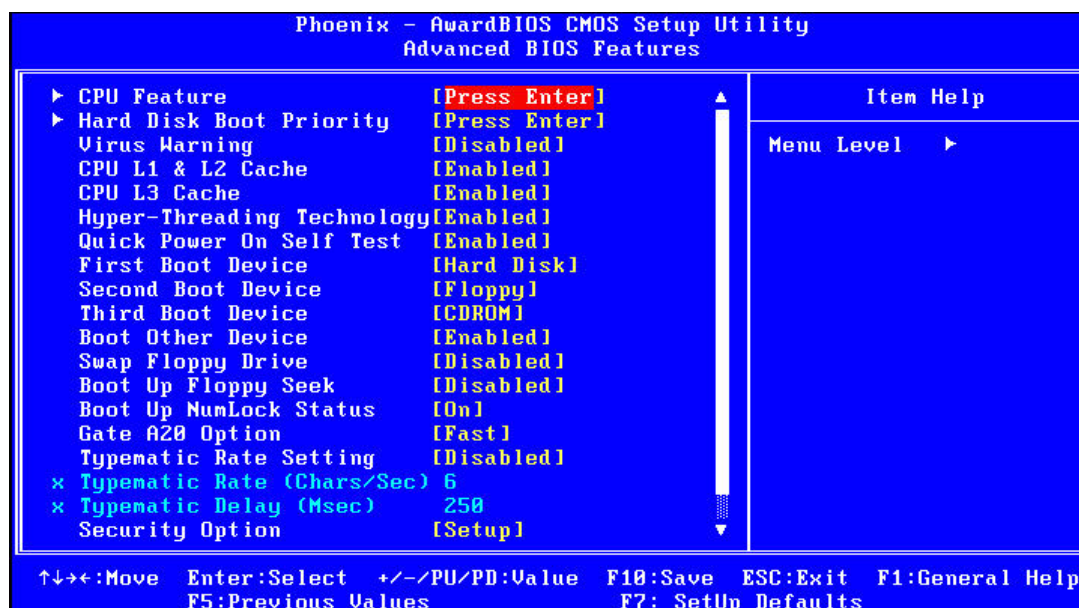 Phoenix - AwardBIOS CMOS Setup Utility
Advanced BIOS Features
CPU Feature [Press Enter]
Hard Disk Boot Priority [Press Enter]
Virus Warning [Disabled]
CPU L1 & L2 Cache [Enabled]
CPU L3 Cache [Enabled]
Hyper-Threading Technology[Enabled]
Quick Power On Self Test [Enabled]
First Boot Device [Hard Disk]
Second Boot Device [Floppy]
Third Boot Device [CDROM]
Boot Other Device [Enabled]
Swap Floppy Drive [Disabled]
Boot Up Floppy Seek [Disabled]
Boot Up NumLock Status [On]
Gate A20 Option [Fast]
Typematic Rate Setting [Disabled]
x Typematic Rate (Chars/Sec) 6
x Typematic Delay (Msec) 250
Security Option [Setup]
Item Help
Menu Level
↑↓→←:Move Enter:Select +/-/PU/PD:Value F10:Save ESC:Exit F1:General Help
F5:Previous Values F7: SetUp Defaults